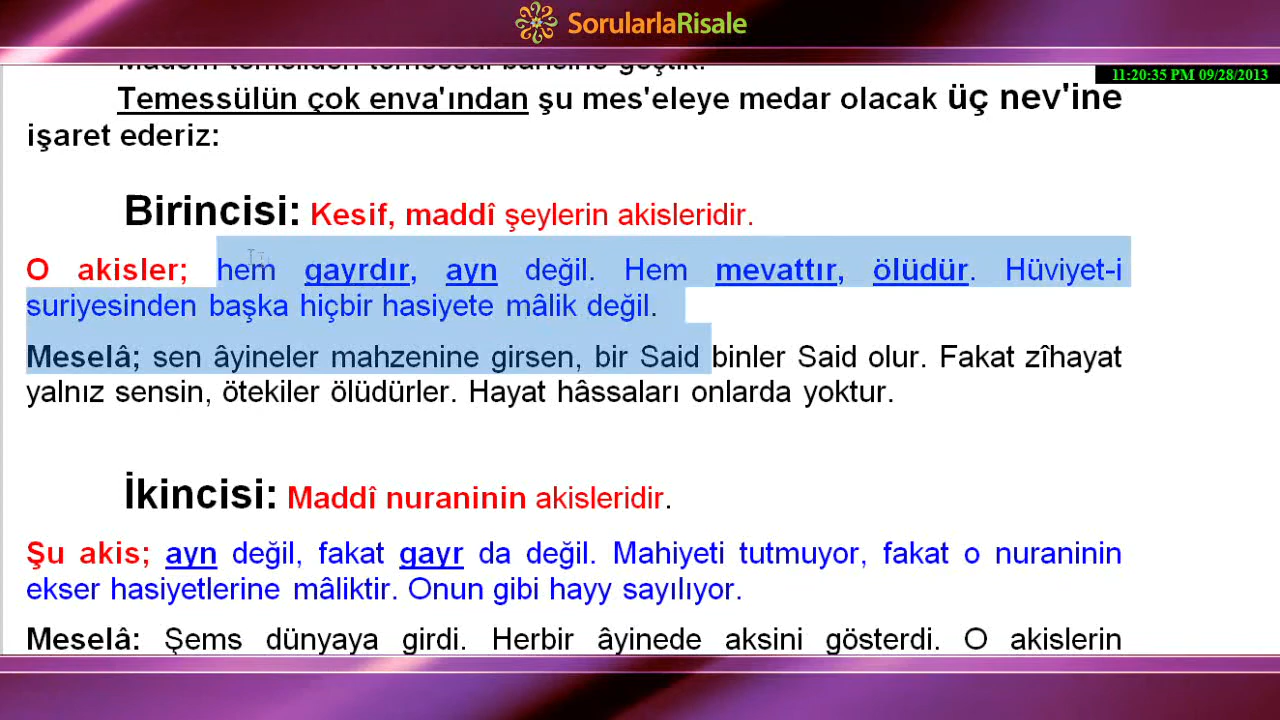 SorularlaRisale
11:20:35 PM 09/28/2013
Temessülün çok enva'ından şu mes'eleye medar olacak üç nev'ine
işaret ederiz:
Birincisi: Kesif, maddî şeylerin akisleridir.
O akisler; hem gayrdır, ayn değil. Hem mevattır, ölüdür. Hüviyet-i
suriyesinden başka hiçbir hasiyete mâlik değil.
Meselâ; sen âyineler mahzenine girsen, bir Said binler Said olur. Fakat zîhayat
yalnız sensin, ötekiler ölüdürler. Hayat hâssaları onlarda yoktur.
İkincisi: Maddî nuraninin akisleridir.
Şu akis; ayn değil, fakat gayr da değil. Mahiyeti tutmuyor, fakat o nuraninin
ekser hasiyetlerine mâliktir. Onun gibi hayy sayılıyor.
Meselâ: Şems dünyaya girdi. Herbir âyinede aksini gösterdi. O akislerin